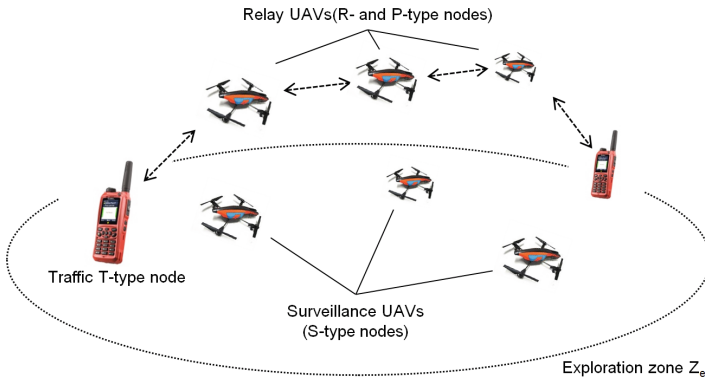 Relay UAVs(R- and P-type nodes)
Traffic T-type node
Surveillance UAVs
(S-type nodes)
Exploration zone Ze